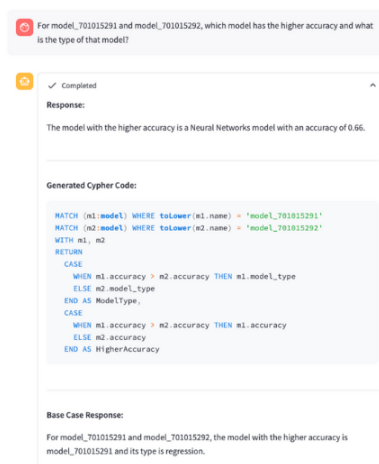 For model_701015291 and model_701015292, which model has the higher accuracy and what
is the type of that model?
Completed
Response:
The model with the higher accuracy is a Neural Networks model with an accuracy of 0.66.
Generated Cypher Code:
MATCH (m1:model) WHERE toLower(m1.name) = 'model_701015291'
MATCH (m2:model) WHERE toLower(m2.name) = 'model_701015292'
WITH m1, m2
RETURN
CASE
WHEN m1.accuracy > m2.accuracy THEN m1.model_type
ELSE m2.model_type
END AS ModelType,
CASE
WHEN m1.accuracy > m2.accuracy THEN m1.accuracy
ELSE m2.accuracy
END AS HigherAccuracy
Base Case Response:
For model_701015291 and model_701015292, the model with the higher accuracy is
model_701015291 and its type is regression.